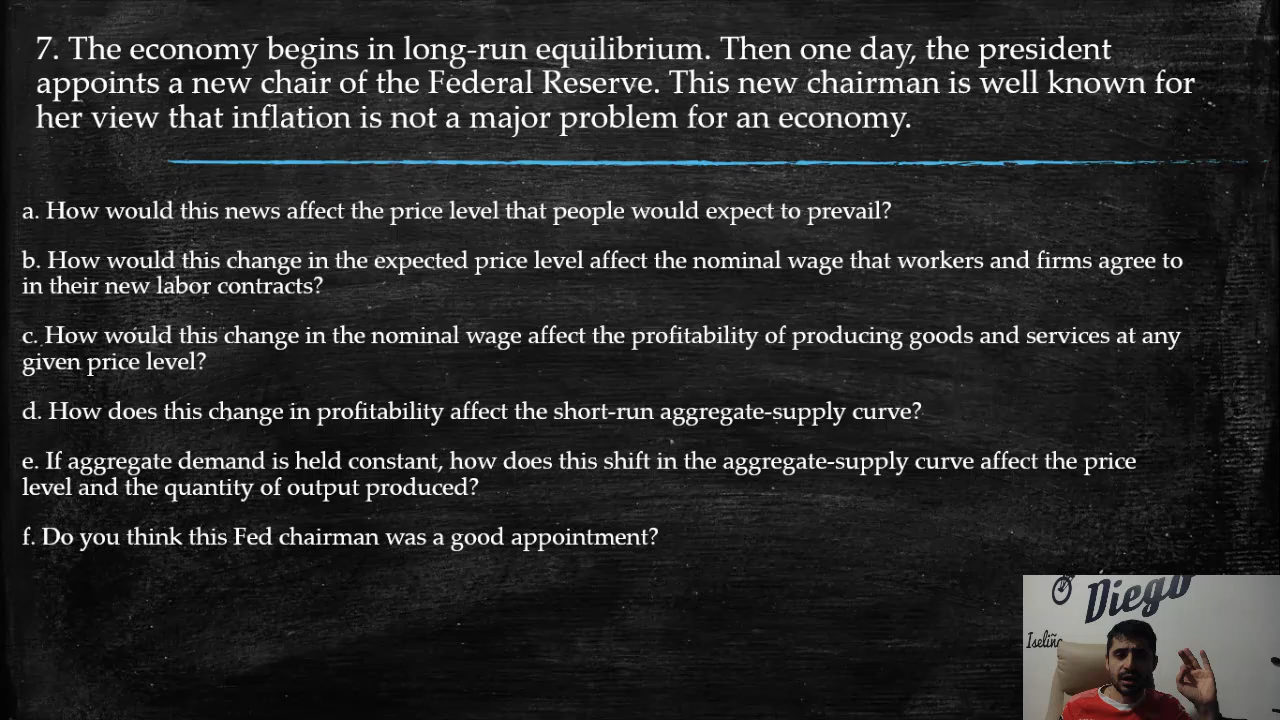 7. The economy begins in long-run equilibrium. Then one day, the president
appoints a new chair of the Federal Reserve. This new chairman is well known for
her view that inflation is not a major problem for an economy.
a. How would this news affect the price level that people would expect to prevail?
b. How would this change in the expected price level affect the nominal wage that workers and firms agree to
in their new labor contracts?
c. How would this change in the nominal wage affect the profitability of producing goods and services at any
given price level?
d. How does this change in profitability affect the short-run aggregate-supply curve?
e. If aggregate demand is held constant, how does this shift in the aggregate-supply curve affect the price
level and the quantity of output produced?
f. Do you think this Fed chairman was a good appointment?
Diego